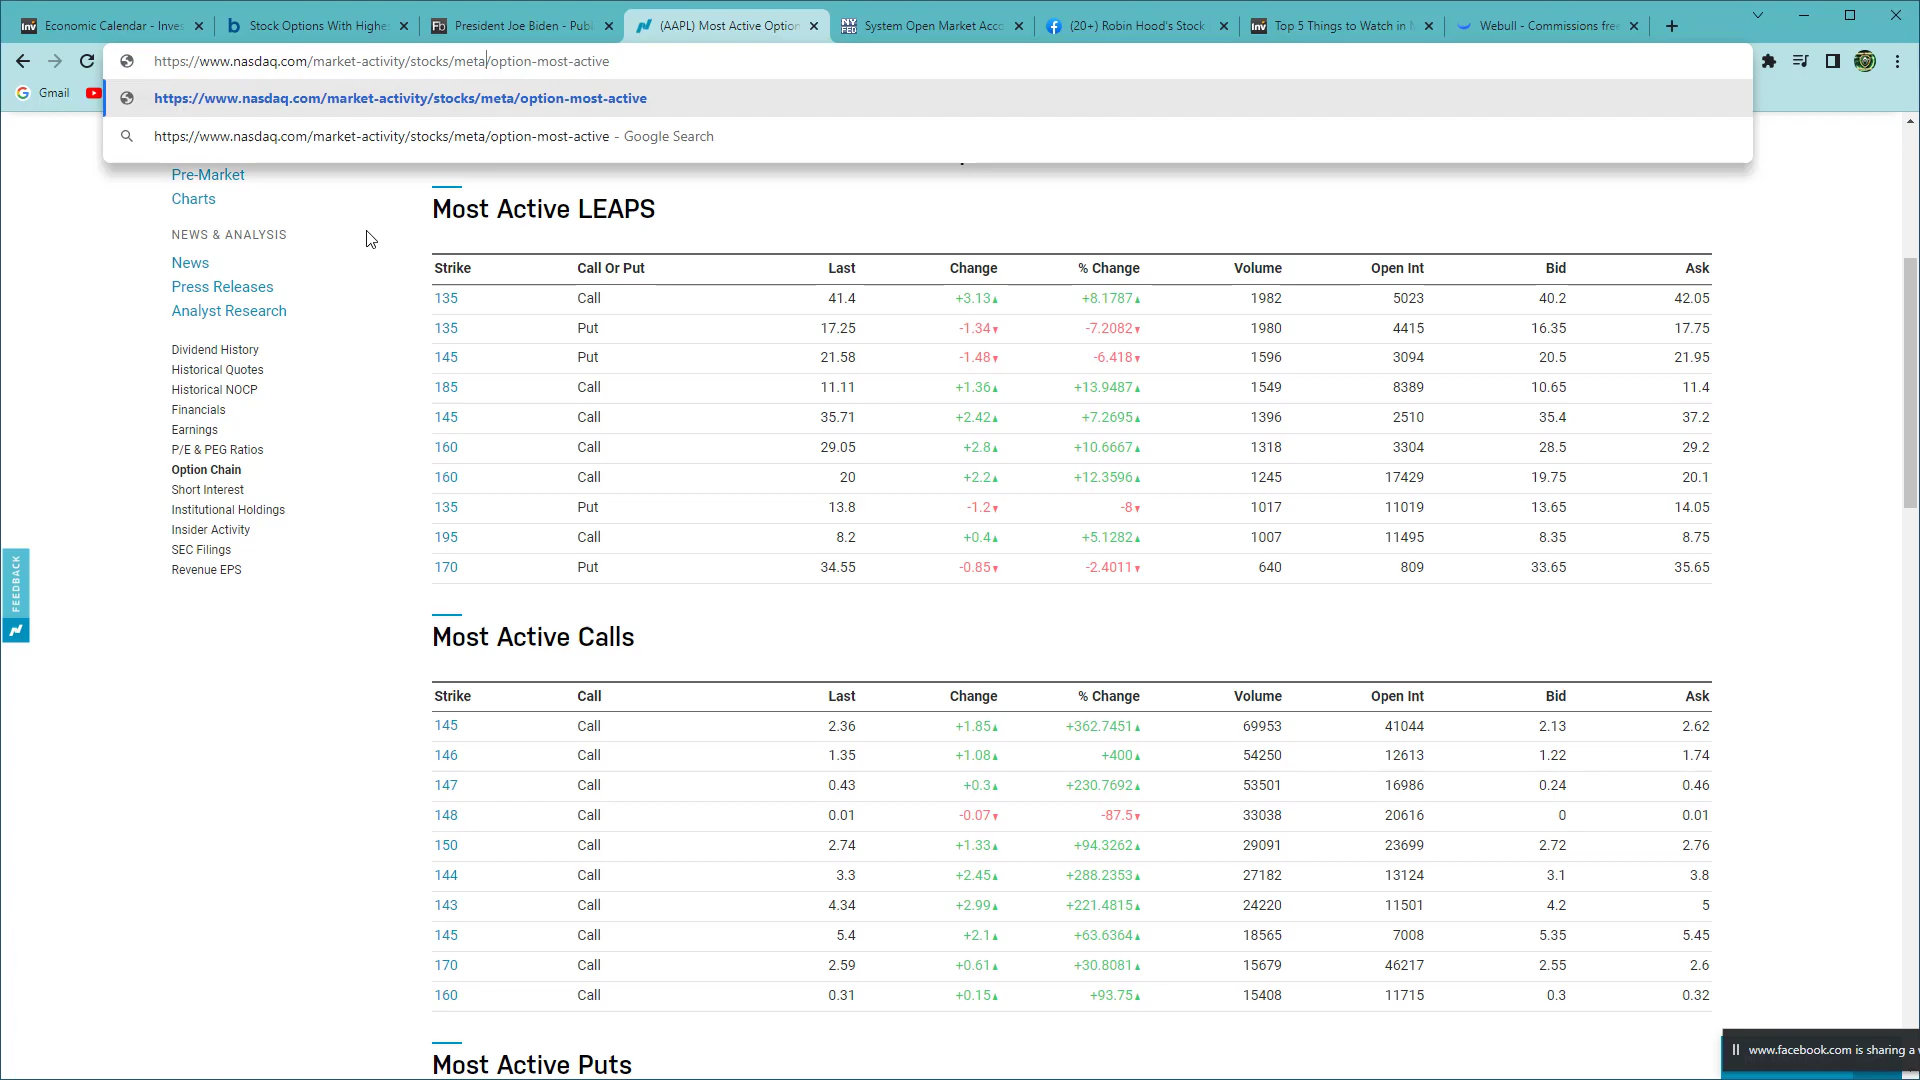 Economic Calendar - Inves
Stock Options With Highe
President Joe Biden - Publ
(AAPL) Most Active Option
System Open Market Acco
(20+) Robin Hood's Stock
Top 5 Things to Watch in M
Webull - Commissions free
https://www.nasdaq.com/market-activity/stocks/meta/option-most-active
Gmail
https://www.nasdaq.com/market-activity/stocks/meta/option-most-active
https://www.nasdaq.com/market-activity/stocks/meta/option-most-active - Google Search
Pre-Market
Charts
NEWS & ANALYSIS
News
Press Releases
Analyst Research
Dividend History
Historical Quotes
Historical NOCP
Financials
Earnings
P/E & PEG Ratios
Option Chain
Short Interest
Institutional Holdings
Insider Activity
SEC Filings
Revenue EPS
FEEDBACK
Most Active LEAPS
Strike Call Or Put Last Change % Change Volume Open Int Bid Ask
135 Call 41.4 +3.13▲ +8.1787▲ 1982 5023 40.2 42.05
135 Put 17.25 -1.34▼ -7.2082▼ 1980 4415 16.35 17.75
145 Put 21.58 -1.48▼ -6.418▼ 1596 3094 20.5 21.95
185 Call 11.11 +1.36▲ +13.9487▲ 1549 8389 10.65 11.4
145 Call 35.71 +2.42▲ +7.2695▲ 1396 2510 35.4 37.2
160 Call 29.05 +2.8▲ +10.6667▲ 1318 3304 28.5 29.2
160 Call 20 +2.2▲ +12.3596▲ 1245 17429 19.75 20.1
135 Put 13.8 -1.2▼ -8▼ 1017 11019 13.65 14.05
195 Call 8.2 +0.4▲ +5.1282▲ 1007 11495 8.35 8.75
170 Put 34.55 -0.85▼ -2.4011▼ 640 809 33.65 35.65
Most Active Calls
Strike Call Last Change % Change Volume Open Int Bid Ask
145 Call 2.36 +1.85▲ +362.7451▲ 69953 41044 2.13 2.62
146 Call 1.35 +1.08▲ +400▲ 54250 12613 1.22 1.74
147 Call 0.43 +0.3▲ +230.7692▲ 53501 16986 0.24 0.46
148 Call 0.01 -0.07▼ -87.5▼ 33038 20616 0 0.01
150 Call 2.74 +1.33▲ +94.3262▲ 29091 23699 2.72 2.76
144 Call 3.3 +2.45▲ +288.2353▲ 27182 13124 3.1 3.8
143 Call 4.34 +2.99▲ +221.4815▲ 24220 11501 4.2 5
145 Call 5.4 +2.1▲ +63.6364▲ 18565 7008 5.35 5.45
170 Call 2.59 +0.61▲ +30.8081▲ 15679 46217 2.55 2.6
160 Call 0.31 +0.15▲ +93.75▲ 15408 11715 0.3 0.32
Most Active Puts
www.facebook.com is sharing a